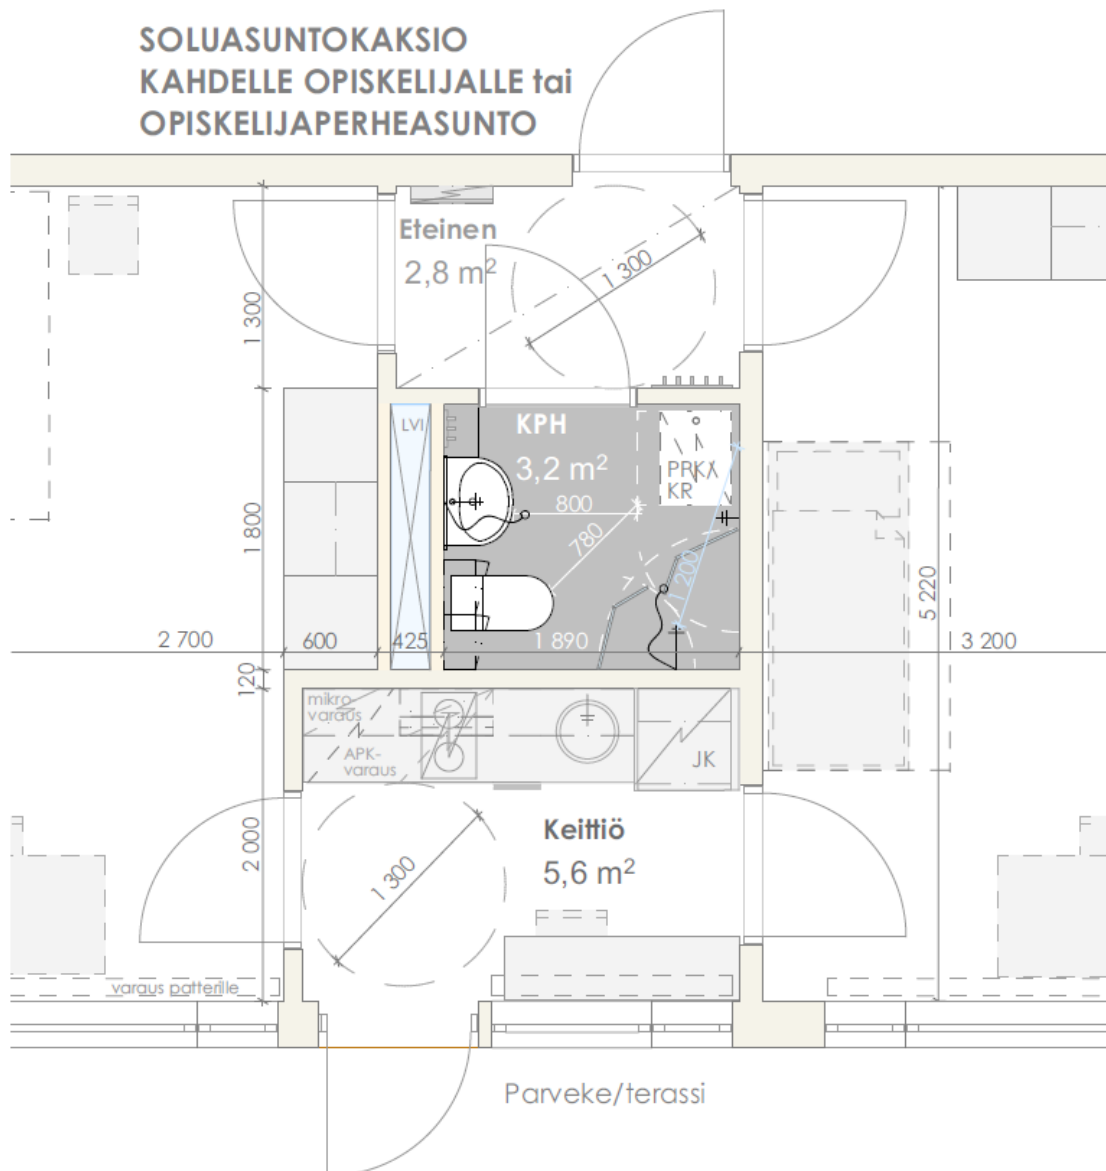 SOLUASUNTOKAKSIO
KAHDELLE OPISKELIJALLE tai
OPISKELIJAPERHEASUNTO
Eteinen
2,8 m²
1 300
1 300
LVI
KPH
3,2 m²
PRK/
KR
800
780
1 200
1 800
5 220
2 700
600
425
1 890
3 200
120
mikro-
varaus
APK-
varaus
JK
Keittiö
5,6 m²
2 000
1 300
varaus patterille
Parveke/terassi